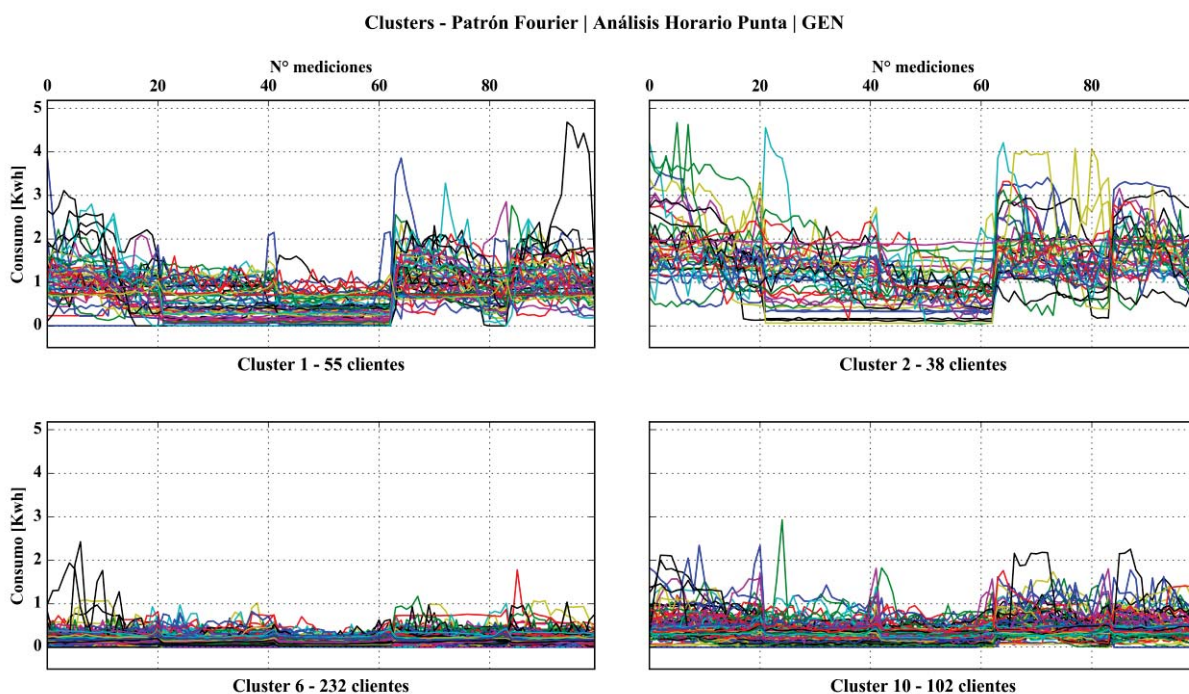 Clusters - Patrón Fourier | Análisis Horario Punta | GEN
N° mediciones
0 20 40 60 80
N° mediciones
0 20 40 60 80
Consumo [Kwh]
5
4
3
2
1
0
Cluster 1 - 55 clientes
Cluster 2 - 38 clientes
Consumo [Kwh]
5
4
3
2
1
0
Cluster 6 - 232 clientes
Cluster 10 - 102 clientes